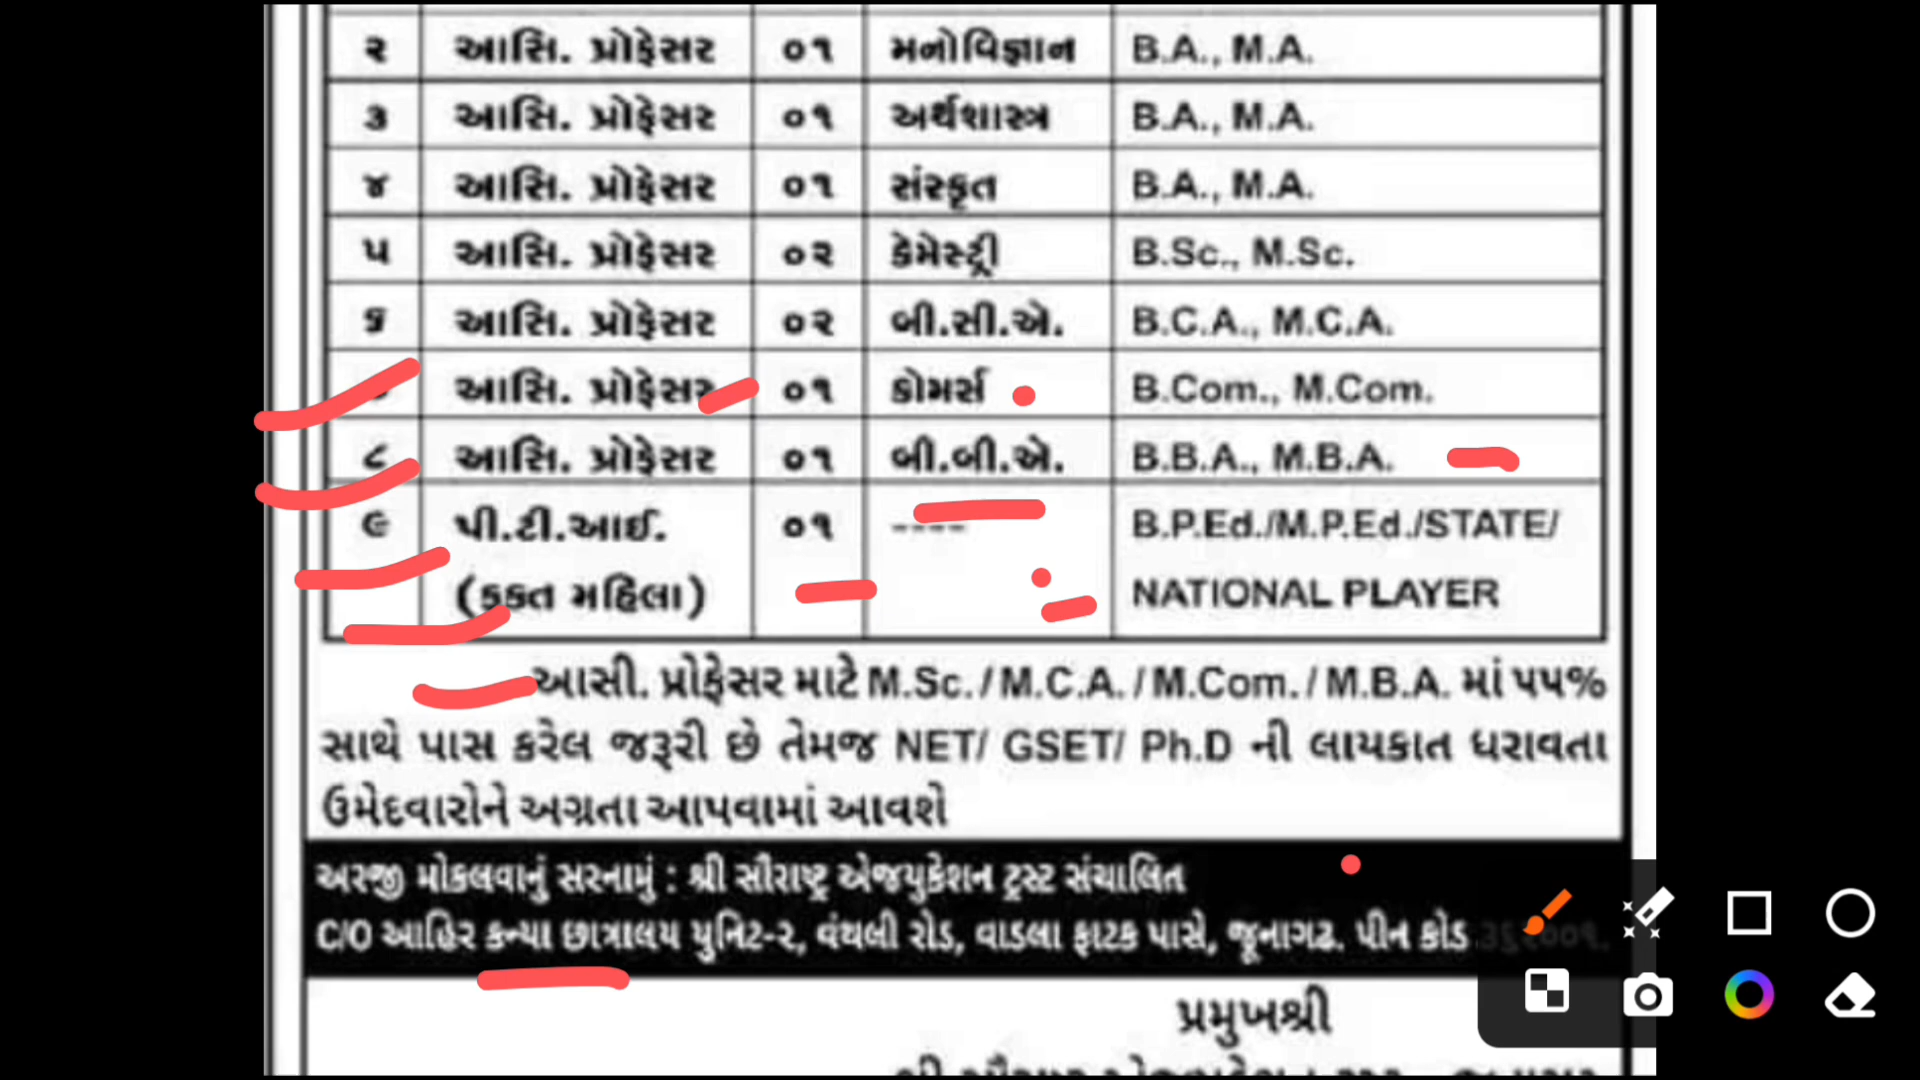 ૨ આસિ. પ્રોફેસર ૦૧ મનોવિજ્ઞાન B.A., M.A.
૩ આસિ. પ્રોફેસર ૦૧ અર્થશાસ્ત્ર B.A., M.A.
૪ આસિ. પ્રોફેસર ૦૧ સંસ્કૃત B.A., M.A.
૫ આસિ. પ્રોફેસર ૦૨ કેમેસ્ટ્રી B.Sc., M.Sc.
૬ આસિ. પ્રોફેસર ૦૨ બી.સી.એ. B.C.A., M.C.A.
આસિ. પ્રોફેસર ૦૧ કોમર્સ B.Com., M.Com.
૮ આસિ. પ્રોફેસર ૦૧ બી.બી.એ. B.B.A., M.B.A.
૯ પી.ટી.આઈ. ૦૧ ---- B.P.Ed./M.P.Ed./STATE/
(ફક્ત મહિલા) NATIONAL PLAYER
આસી. પ્રોફેસર માટે M.Sc. / M.C.A. / M.Com. / M.B.A. માં ૫૫%
સાથે પાસ કરેલ જરૂરી છે તેમજ NET/ GSET/ Ph.D ની લાયકાત ધરાવતા
ઉમેદવારોને અગ્રતા આપવામાં આવશે
અરજી મોકલવાનું સરનામું : શ્રી સૌરાષ્ટ્ર એજ્યુકેશન ટ્રસ્ટ સંચાલિત
C/O આહિર કન્યા છાત્રાલય યુનિટ-૨, વંથલી રોડ, વાડલા ફાટક પાસે, જૂનાગઢ. પીન કોડ
પ્રમુખશ્રી